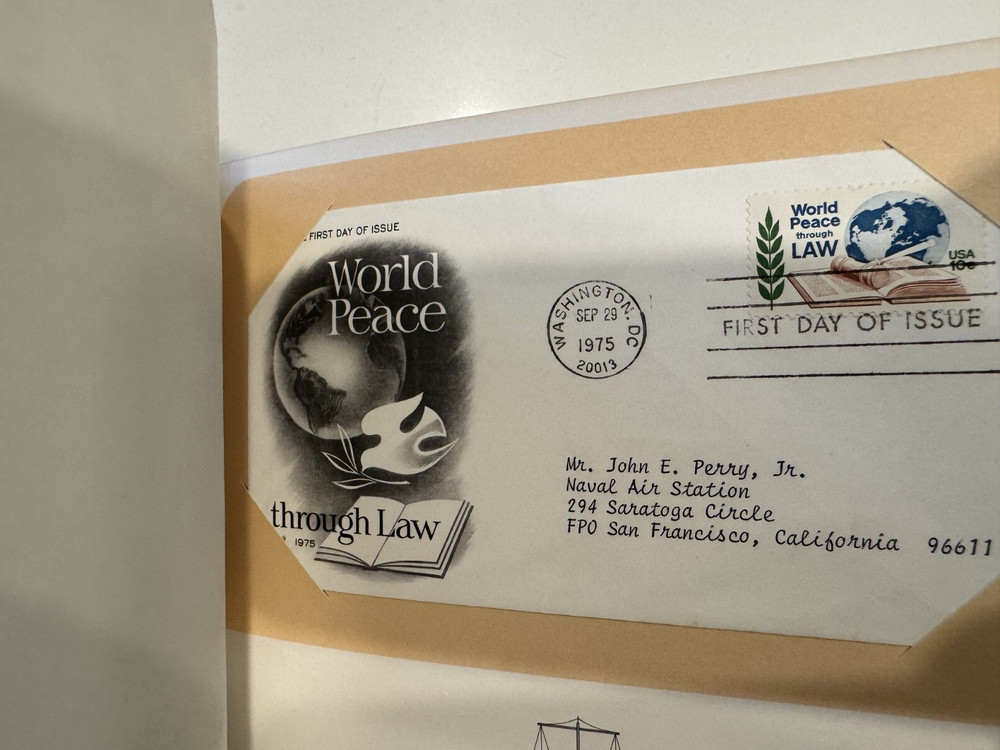 FIRST DAY OF ISSUE
World
Peace
through Law
1975
WASHINGTON, DC
SEP 29
1975
20013
World
Peace
through
LAW
USA
10c
FIRST DAY OF ISSUE
Mr. John E. Perry, Jr.
Naval Air Station
294 Saratoga Circle
FPO San Francisco, California 96611